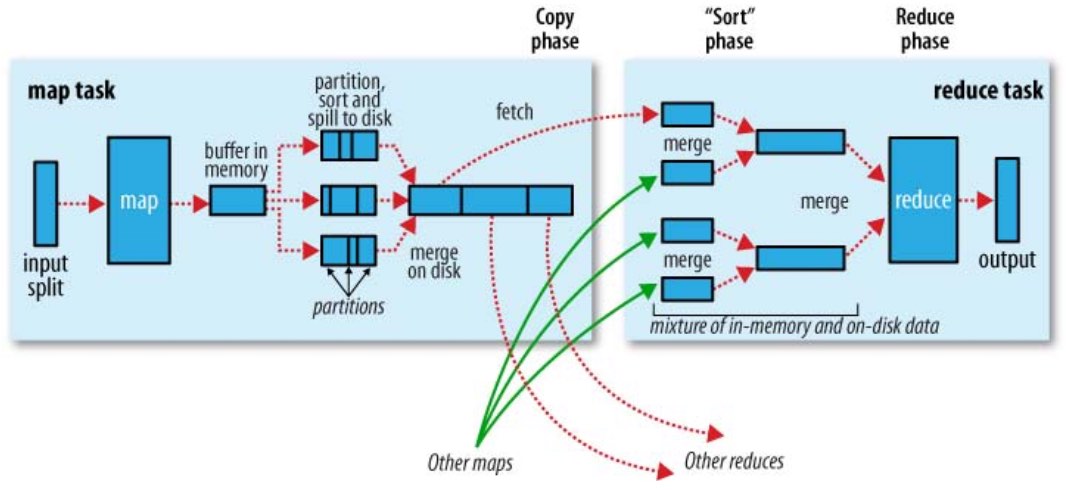 Copy
phase
“Sort”
phase
Reduce
phase
map task
partition,
sort and
spill to disk
fetch
reduce task
buffer in
memory
merge
map
merge
reduce
input
split
merge
on disk
merge
output
partitions
mixture of in-memory and on-disk data
Other maps
Other reduces